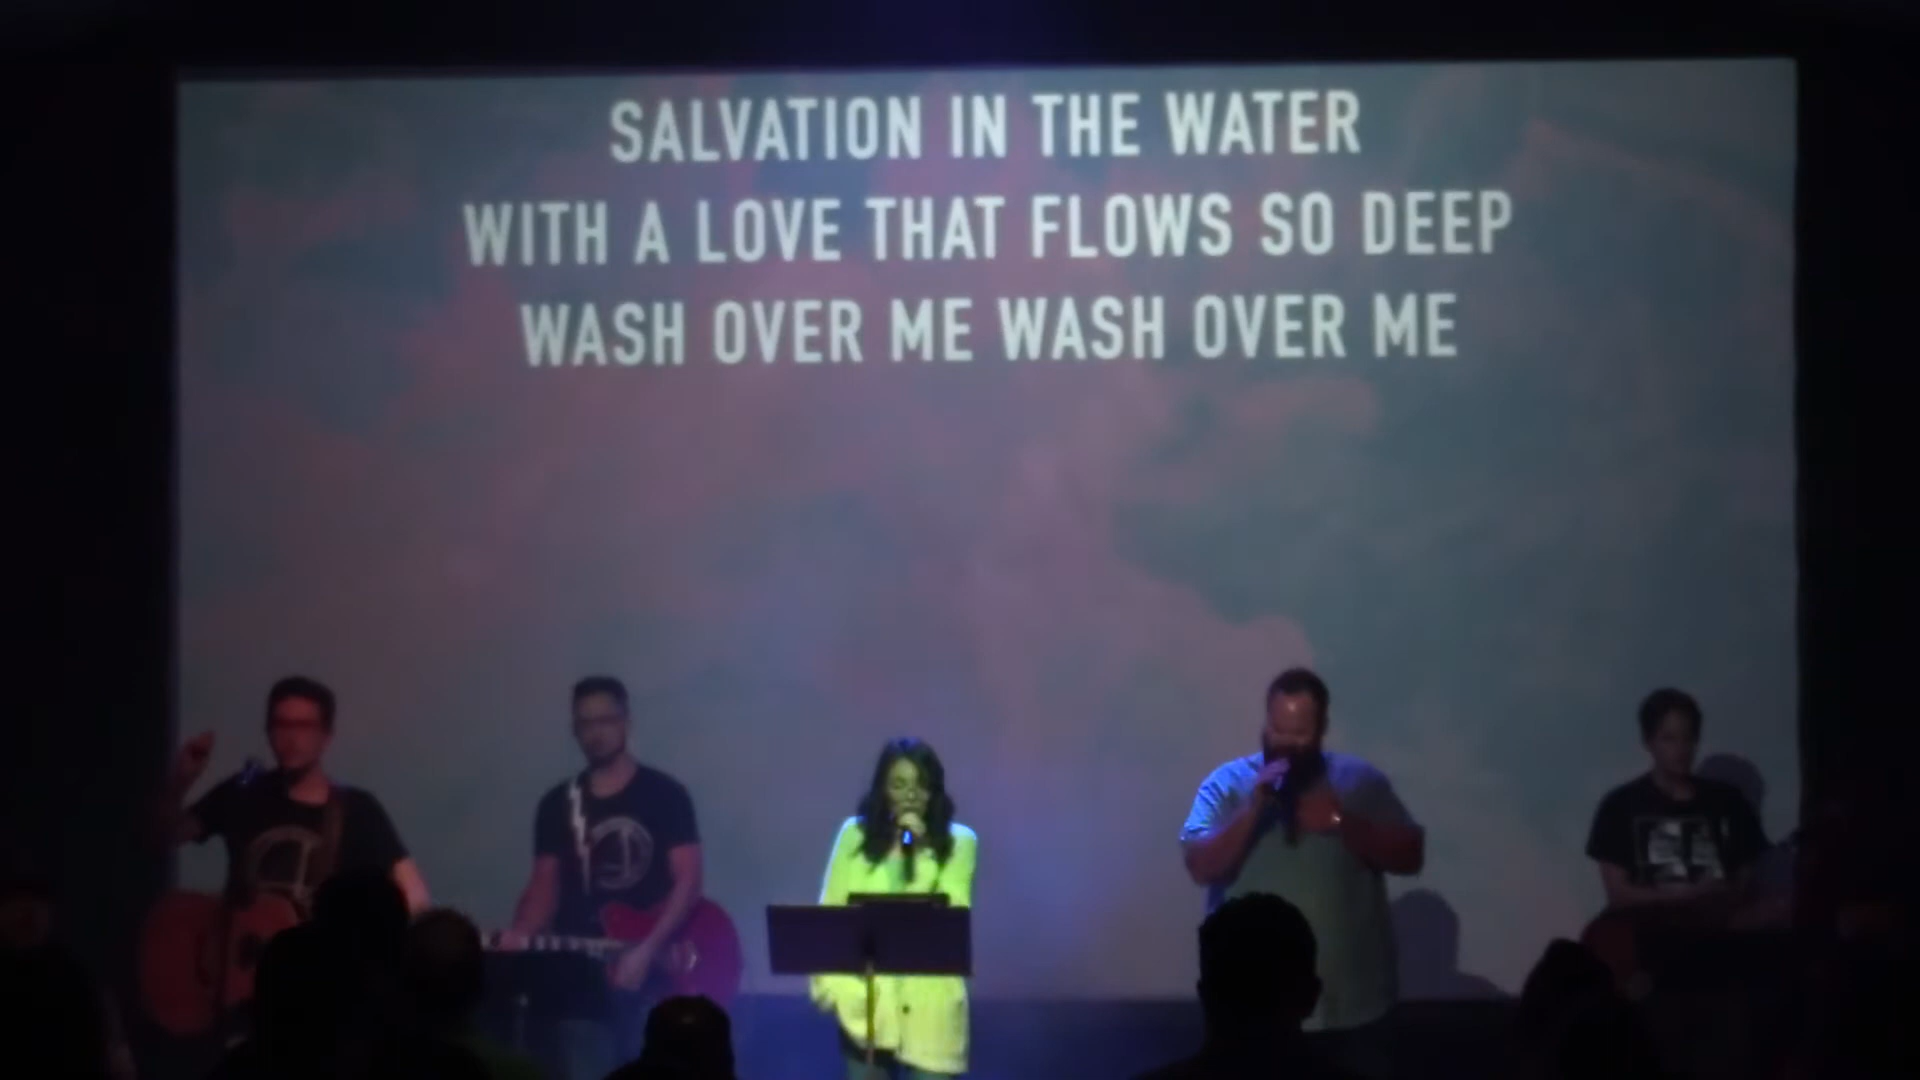 SALVATION IN THE WATER
WITH A LOVE THAT FLOWS SO DEEP
WASH OVER ME WASH OVER ME